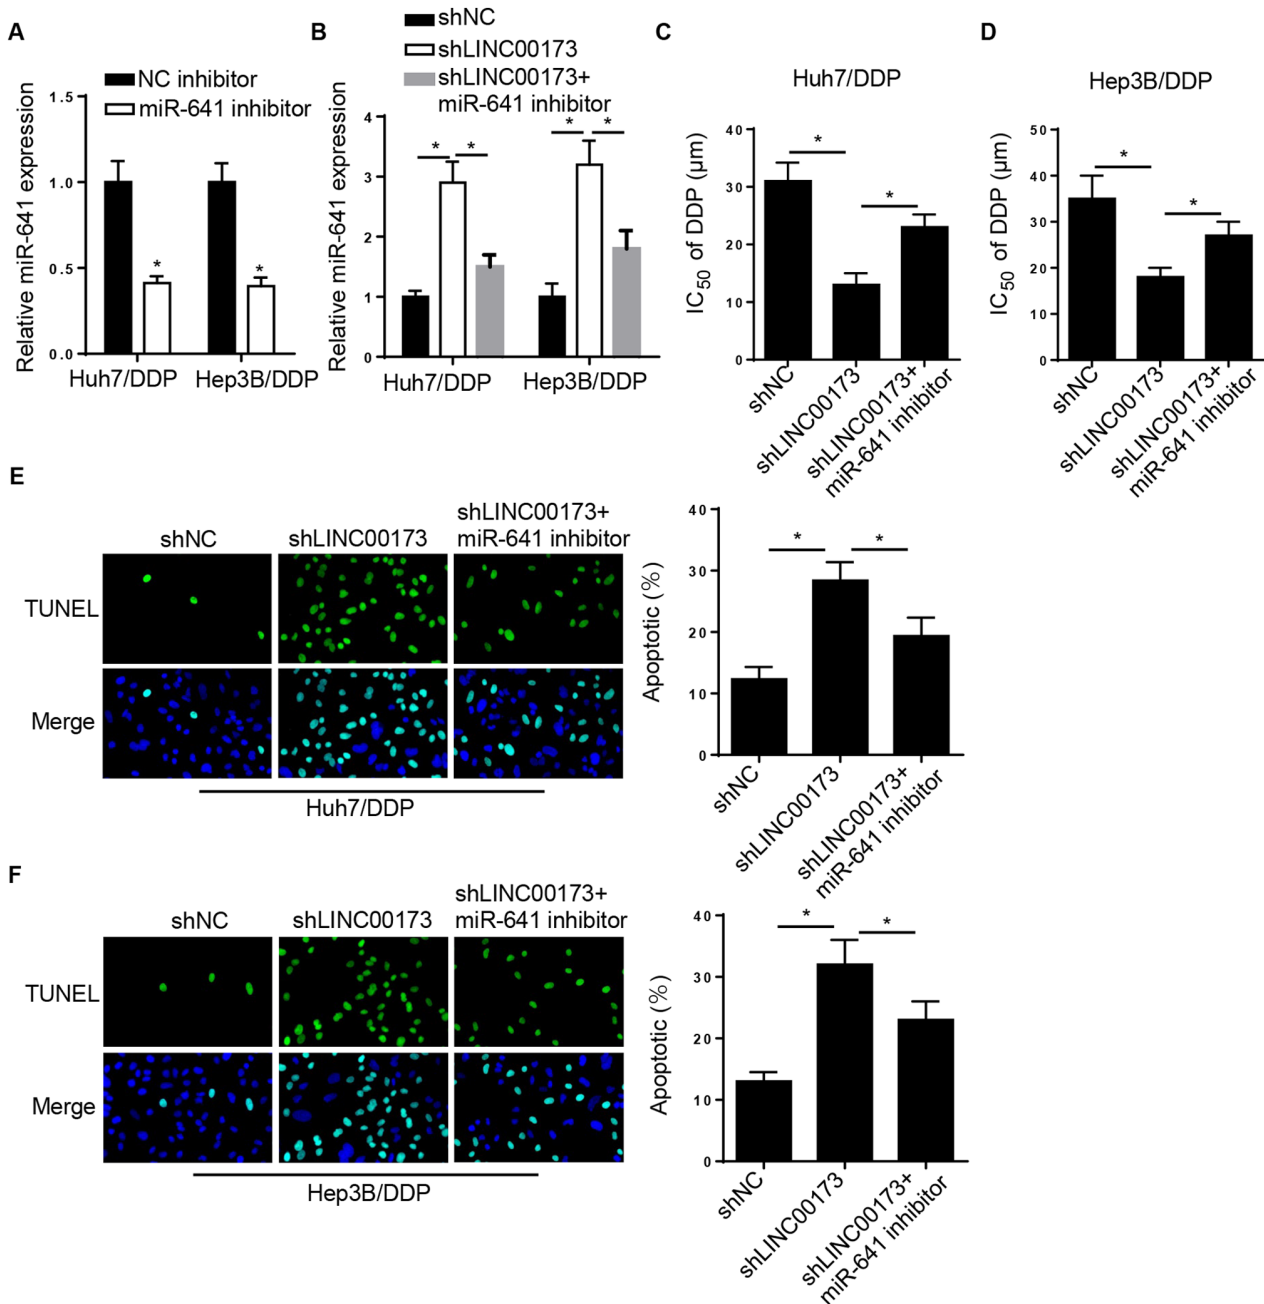 A
NC inhibitor
miR-641 inhibitor
Relative miR-641 expression
1.5
1.0
0.5
0.0
*
*
Huh7/DDP
Hep3B/DDP
B
shNC
shLINC00173
shLINC00173+
miR-641 inhibitor
Relative miR-641 expression
4
3
2
1
0
* *
* *
Huh7/DDP
Hep3B/DDP
C
Huh7/DDP
IC50 of DDP (μm)
40
30
20
10
0
*
*
shNC
shLINC00173
shLINC00173+
miR-641 inhibitor
D
Hep3B/DDP
IC50 of DDP (μm)
50
40
30
20
10
0
*
*
shNC
shLINC00173
shLINC00173+
miR-641 inhibitor
E
shNC
shLINC00173
shLINC00173+
miR-641 inhibitor
TUNEL
Merge
Huh7/DDP
Apoptotic (%)
40
30
20
10
0
*
*
shNC
shLINC00173
shLINC00173+
miR-641 inhibitor
F
shNC
shLINC00173
shLINC00173+
miR-641 inhibitor
TUNEL
Merge
Hep3B/DDP
Apoptotic (%)
40
30
20
10
0
*
*
shNC
shLINC00173
shLINC00173+
miR-641 inhibitor